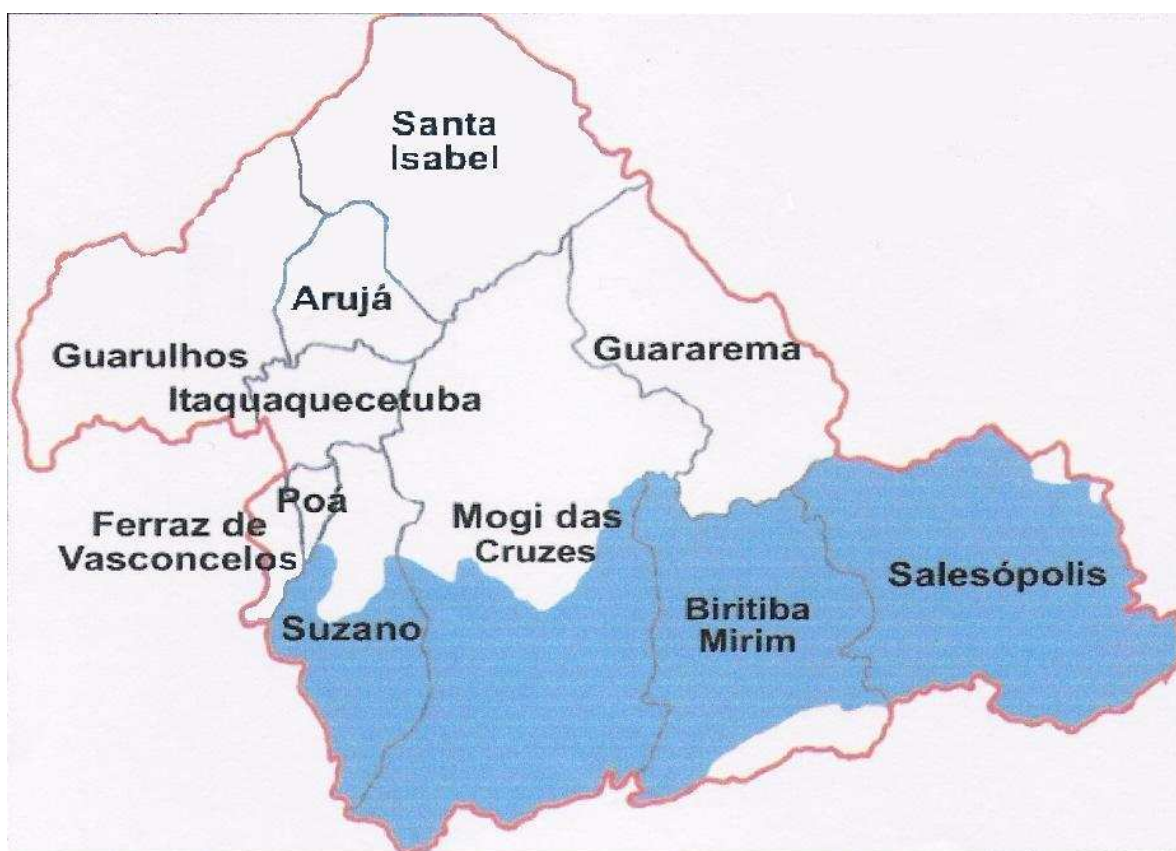 Santa
Isabel
Arujá
Guarulhos
Guararema
Itaquaquecetuba
Poá
Ferraz de
Vasconcelos
Mogi das
Cruzes
Salesópolis
Suzano
Biritiba
Mirim